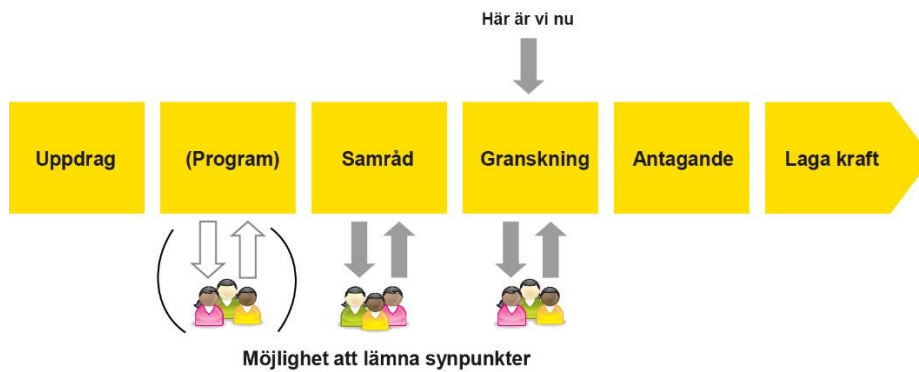 Här är vi nu
Uppdrag
(Program)
Samråd
Granskning
Antagande
Laga kraft
Möjlighet att lämna synpunkter